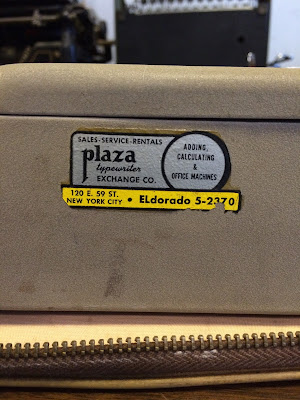 SALES-SERVICE-RENTALS
plaza
typewriter
EXCHANGE CO.
ADDING,
CALCULATING
&
OFFICE MACHINES
120 E. 59 ST.
NEW YORK CITY • ELdorado 5-2370